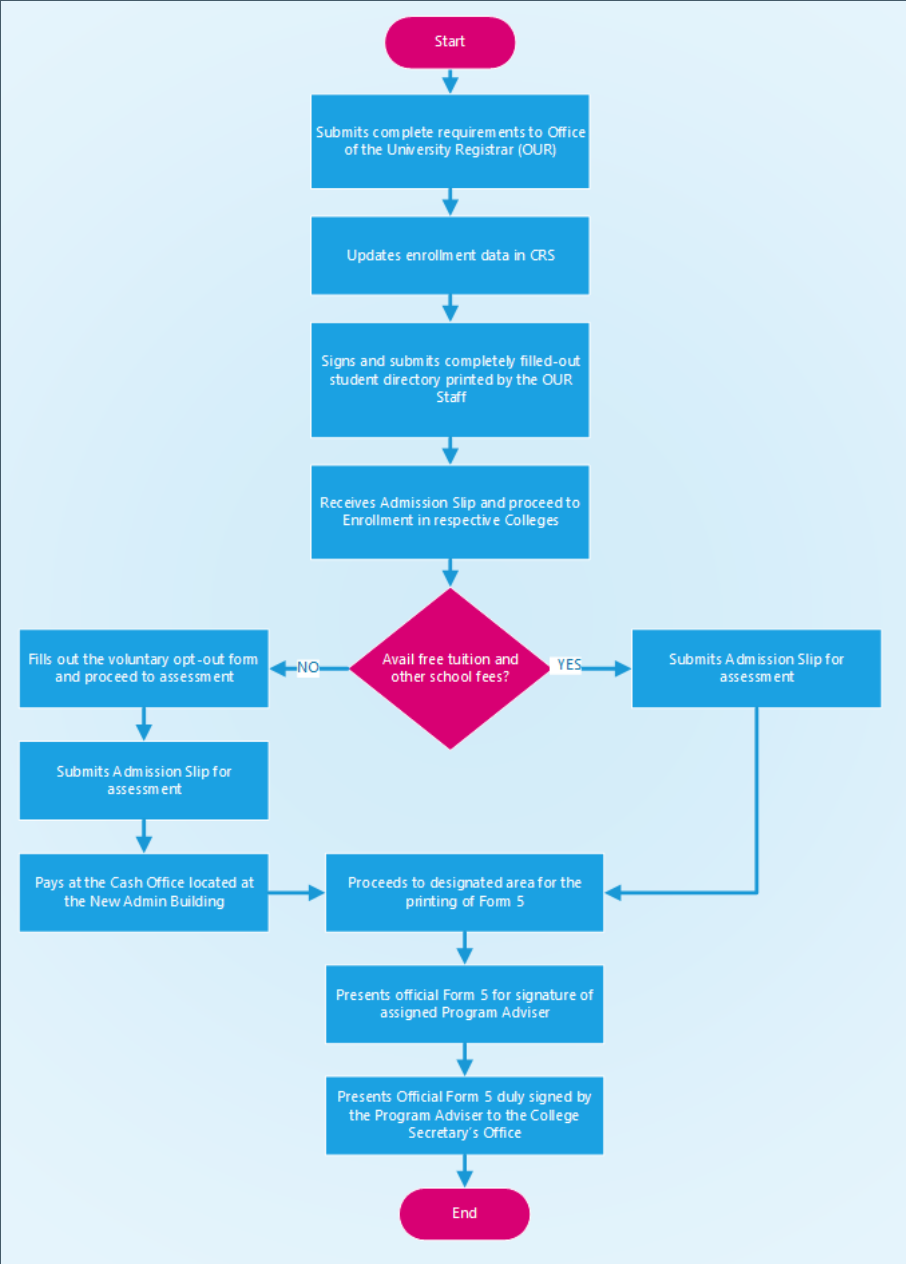 Start
Submits complete requirements to Office
of the University Registrar (OUR)
Updates enrollment data in CRS
Signs and submits completely filled-out
student directory printed by the OUR
Staff
Receives Admission Slip and proceed to
Enrollment in respective Colleges
Avail free tuition and
other school fees?
NO
YES
Fills out the voluntary opt-out form
and proceed to assessment
Submits Admission Slip for
assessment
Submits Admission Slip for
assessment
Pays at the Cash Office located at
the New Admin Building
Proceeds to designated area for the
printing of Form 5
Presents official Form 5 for signature of
assigned Program Adviser
Presents Official Form 5 duly signed by
the Program Adviser to the College
Secretary's Office
End